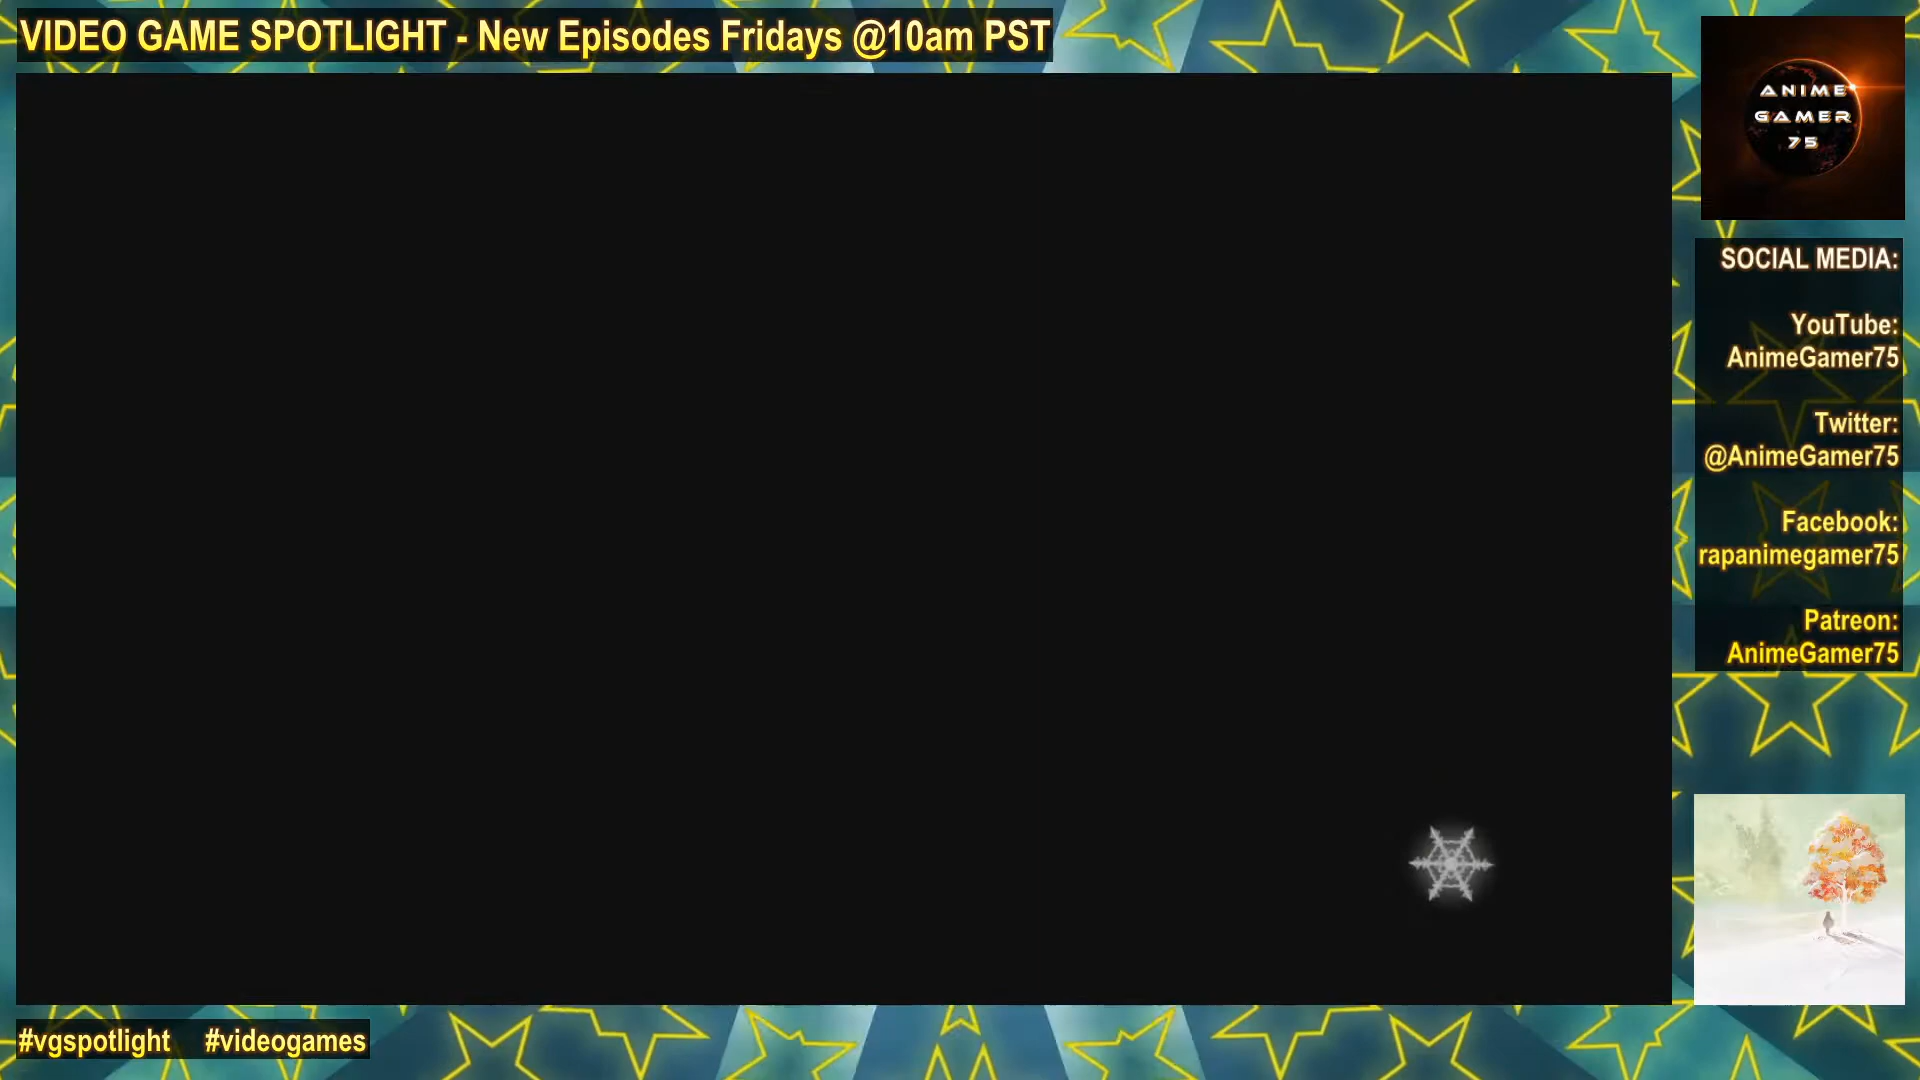 VIDEO GAME SPOTLIGHT - New Episodes Fridays @10am PST
ANIME
GAMER
75
SOCIAL MEDIA:
YouTube:
AnimeGamer75
Twitter:
@AnimeGamer75
Facebook:
rapanimegamer75
Patreon:
AnimeGamer75
#vgspotlight #videogames